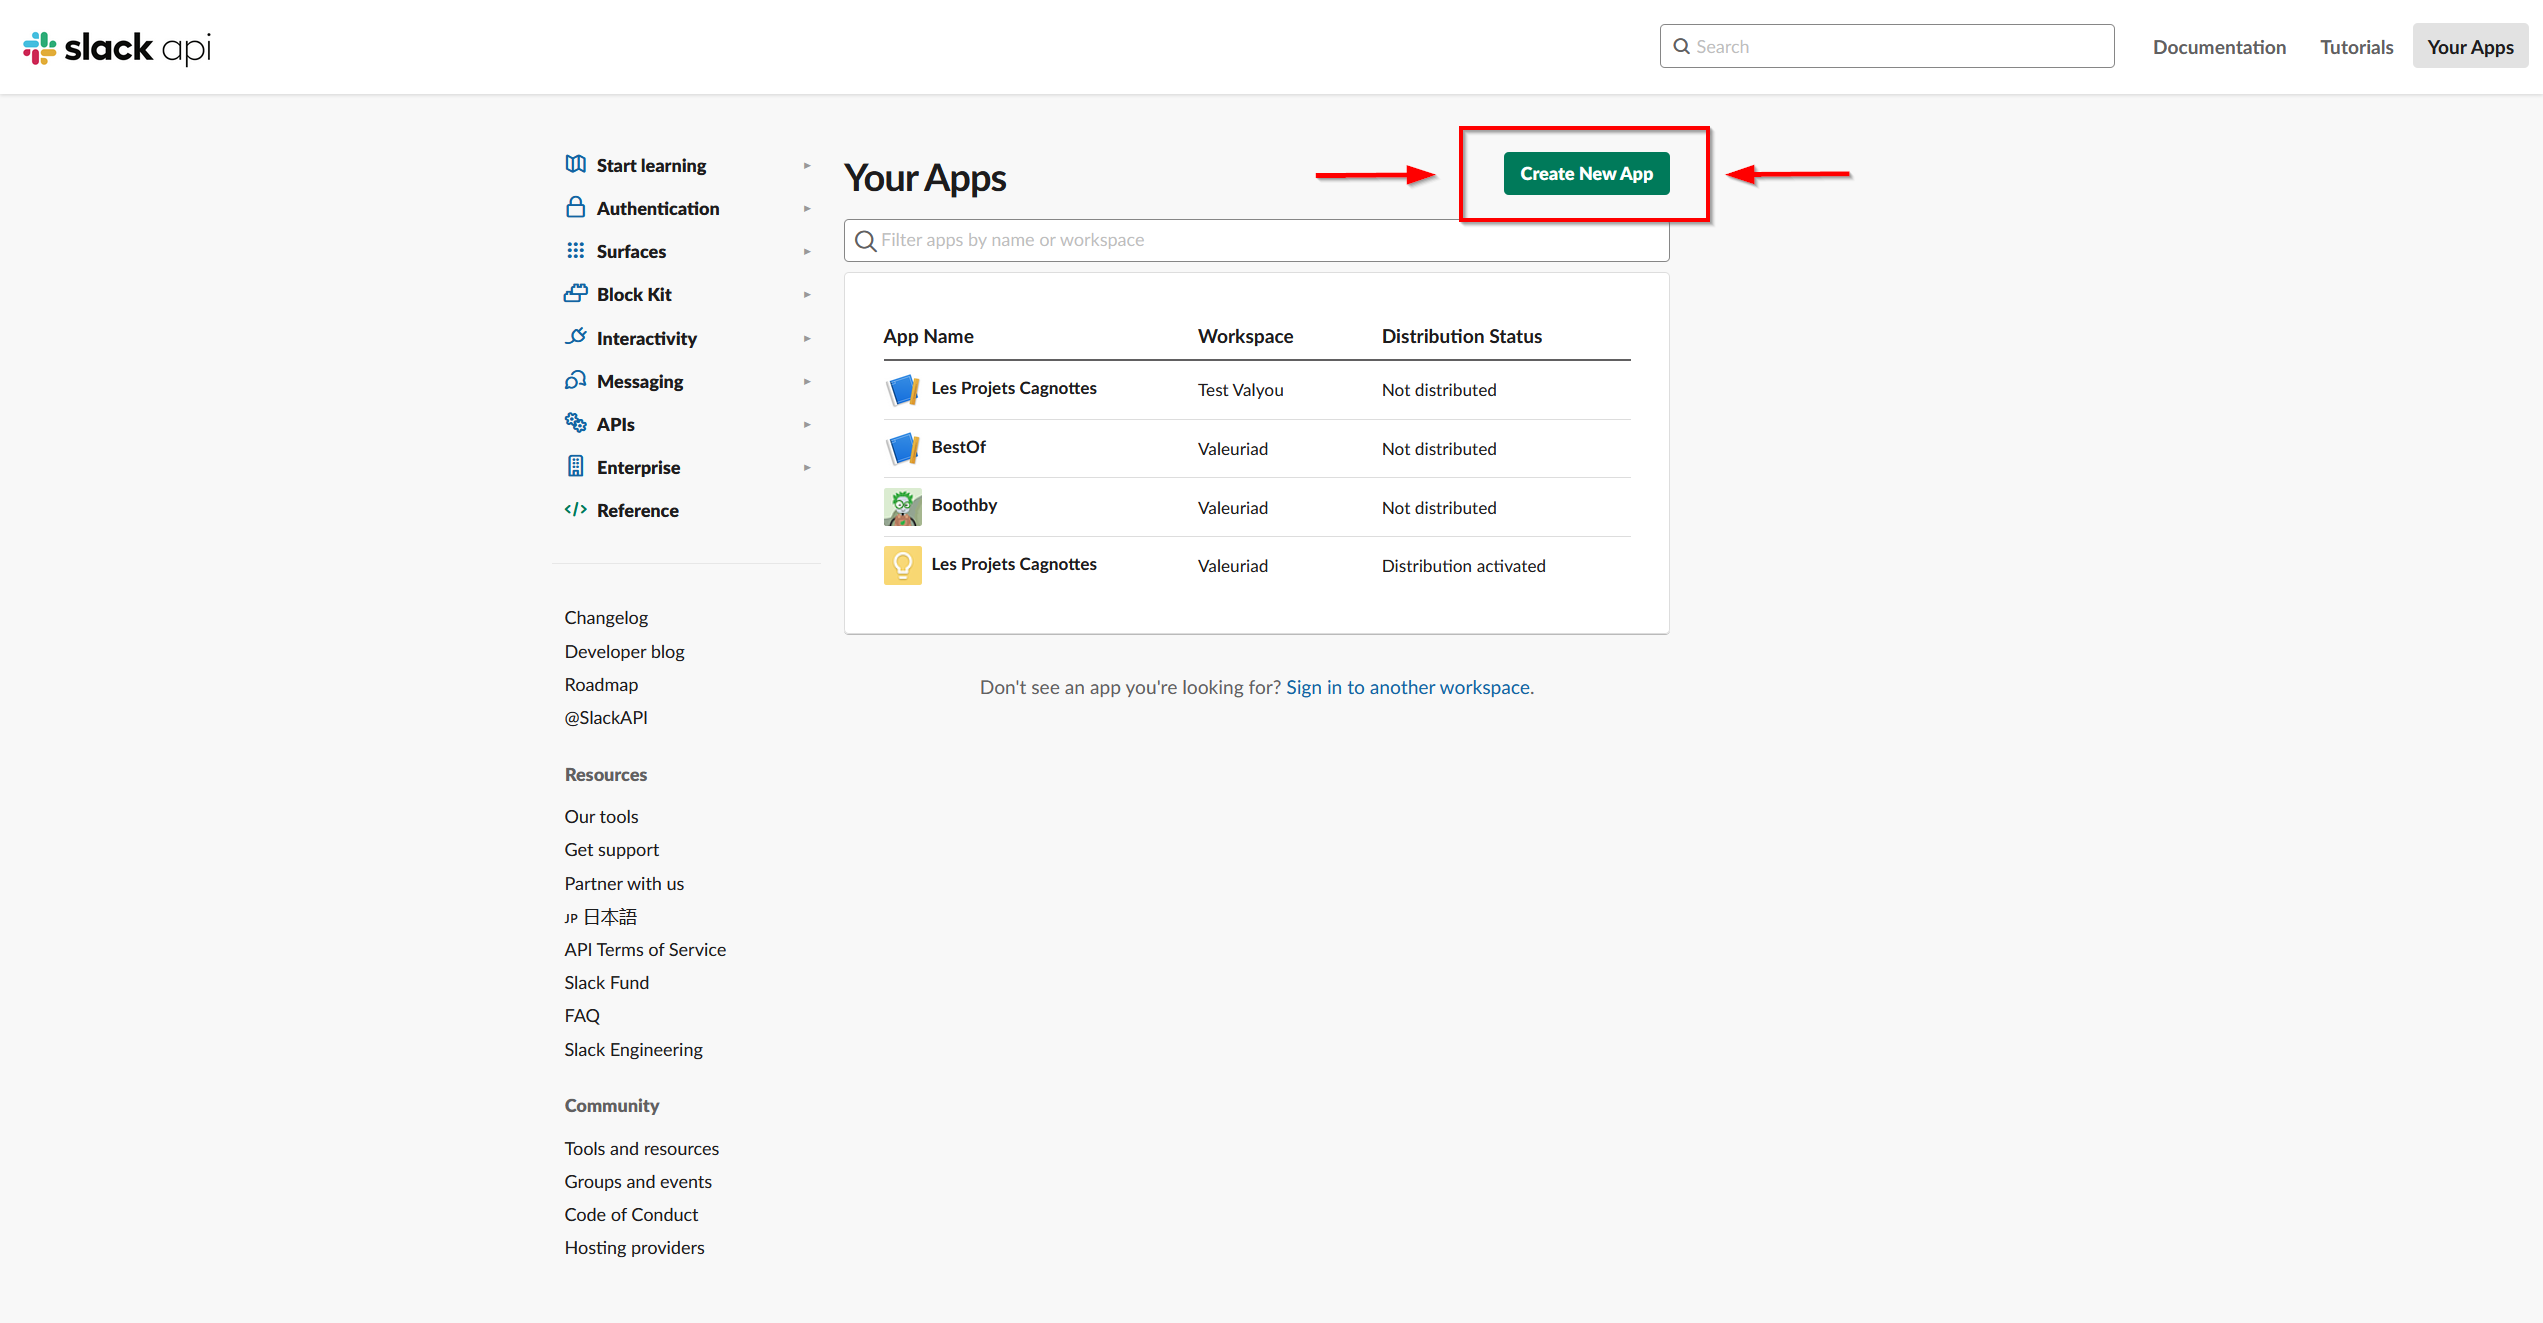 slack api
Search
Documentation
Tutorials
Your Apps
Start learning
Authentication
Surfaces
Block Kit
Interactivity
Messaging
APIs
Enterprise
Reference
Changelog
Developer blog
Roadmap
@SlackAPI
Resources
Our tools
Get support
Partner with us
JP 日本語
API Terms of Service
Slack Fund
FAQ
Slack Engineering
Community
Tools and resources
Groups and events
Code of Conduct
Hosting providers
Your Apps
Create New App
Filter apps by name or workspace
App Name Workspace Distribution Status
Les Projets Cagnottes Test Valyou Not distributed
BestOf Valeuriad Not distributed
Boothby Valeuriad Not distributed
Les Projets Cagnottes Valeuriad Distribution activated
Don't see an app you're looking for? Sign in to another workspace.